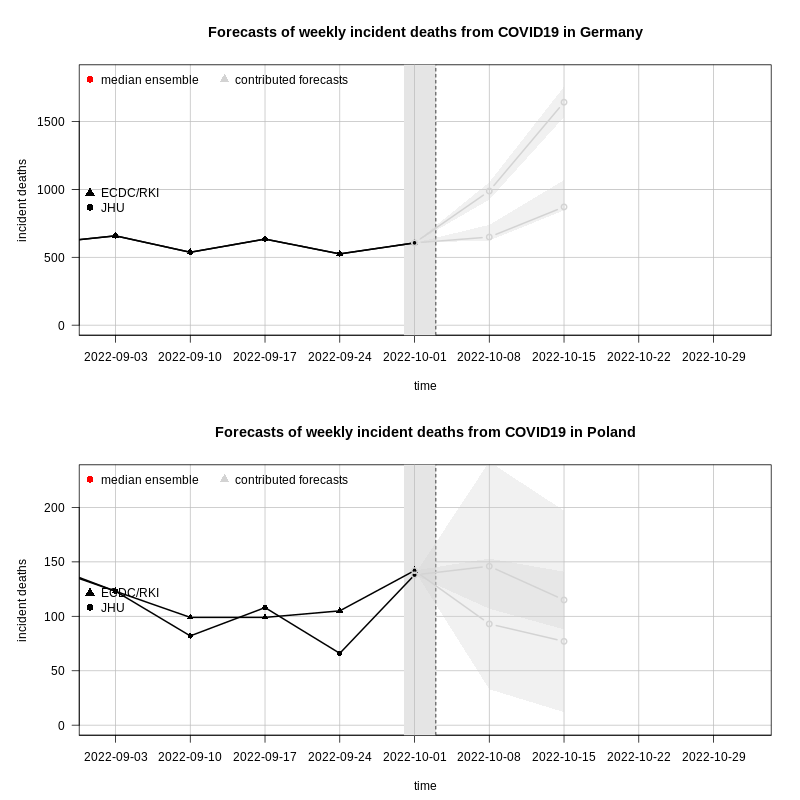 Forecasts of weekly incident deaths from COVID19 in Germany
median ensemble contributed forecasts
ECDC/RKI
JHU
incident deaths
1500
1000
500
0
2022-09-03 2022-09-10 2022-09-17 2022-09-24 2022-10-01 2022-10-08 2022-10-15 2022-10-22 2022-10-29
time
Forecasts of weekly incident deaths from COVID19 in Poland
median ensemble contributed forecasts
ECDC/RKI
JHU
incident deaths
200
150
100
50
0
2022-09-03 2022-09-10 2022-09-17 2022-09-24 2022-10-01 2022-10-08 2022-10-15 2022-10-22 2022-10-29
time